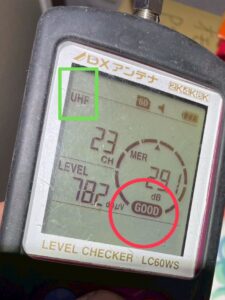 DXアンテナ 2K4K8K
UHF
23
CH
MER
29.1
dB
LEVEL
78.2
dBμV
GOOD
LEVEL CHECKER LC60WS